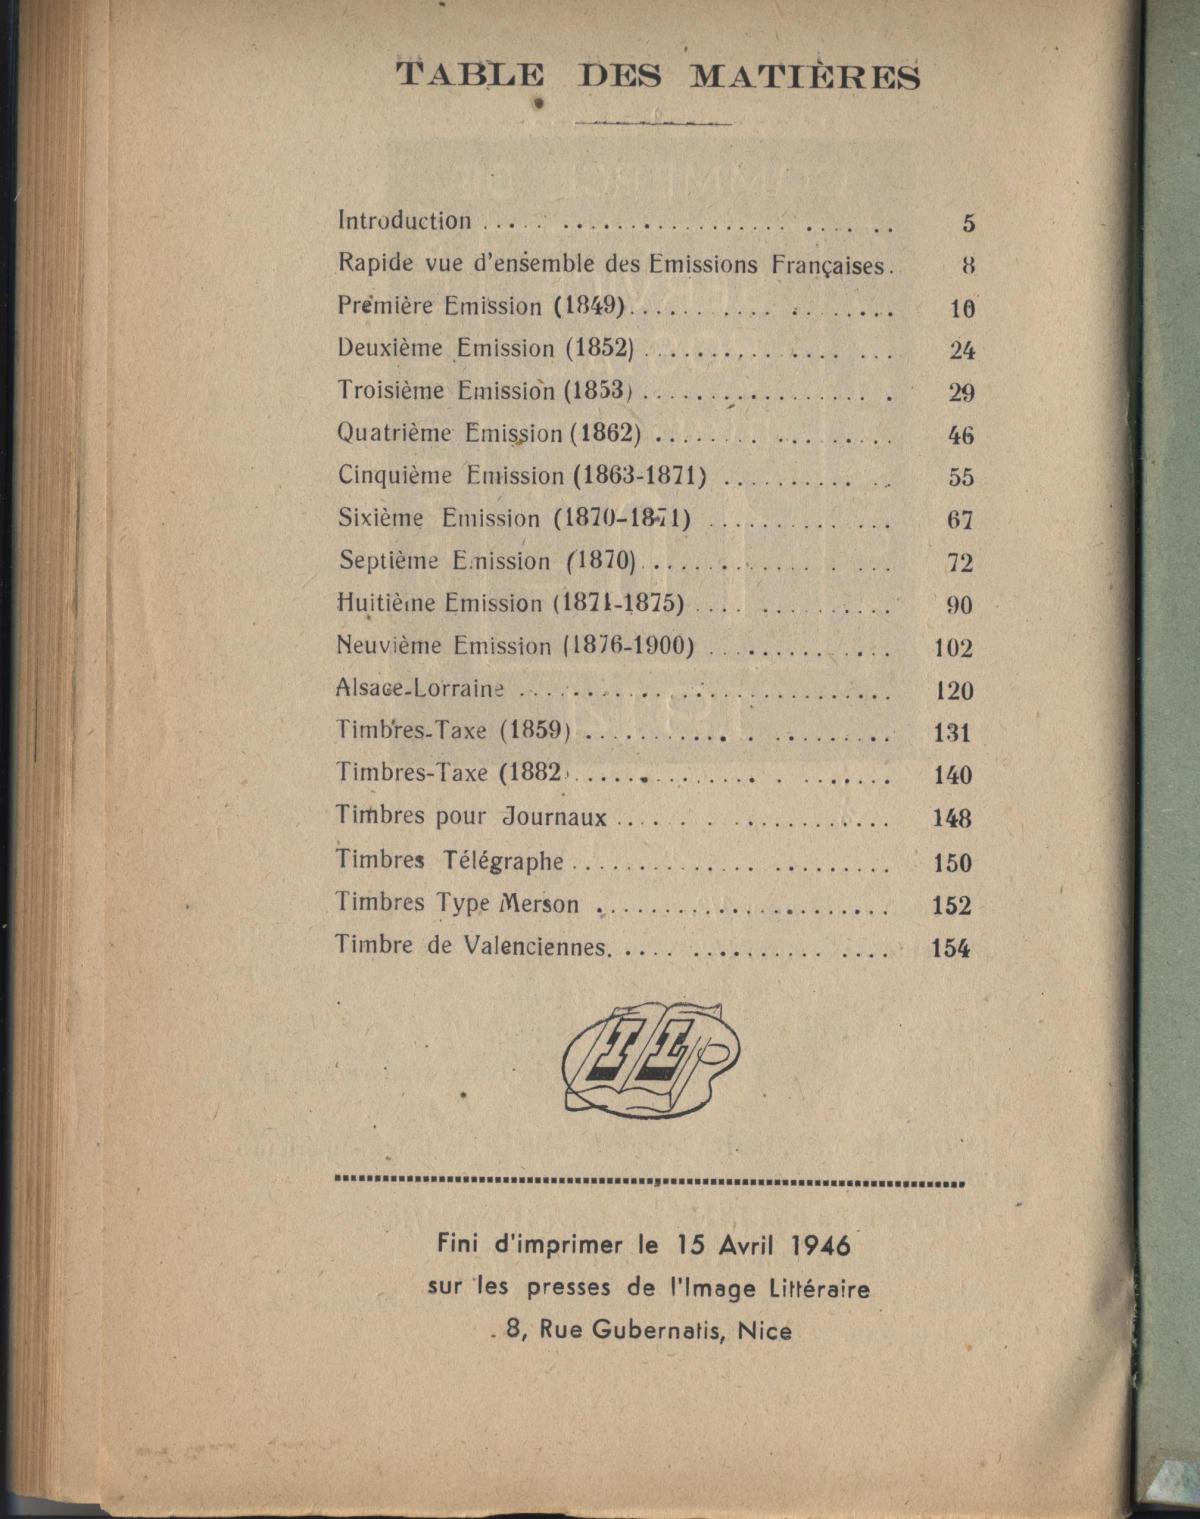 TABLE DES MATIÈRES
Introduction ..... .................. .... .. 5
Rapide vue d'ensemble des Emissions Françaises. 8
Première Emission (1849)....... .... .. ..... 10
Deuxième Emission (1852) .................. ... 24
Troisième Emission (1853) .................. . 29
Quatrième Emission (1862) ........ ......... 46
Cinquième Emission (1863-1871) .......... .. 55
Sixième Emission (1870-1871) .......... ... 67
Septième Emission (1870)............... . ... 72
Huitième Emission (1871-1875) .... .......... 90
Neuvième Emission (1876-1900) .............. 102
Alsace-Lorraine ........... ................ 120
Timbres-Taxe (1859) ........... . ........ 131
Timbres-Taxe (1882) .............. . ....... 140
Timbres pour Journaux .... . . ........... 148
Timbres Télégraphe.............. ......... 150
Timbres Type Merson ...................... 152
Timbre de Valenciennes. .... .......... .... 154
IL
Fini d'imprimer le 15 Avril 1946
sur les presses de l'Image Littéraire
8, Rue Gubernatis, Nice